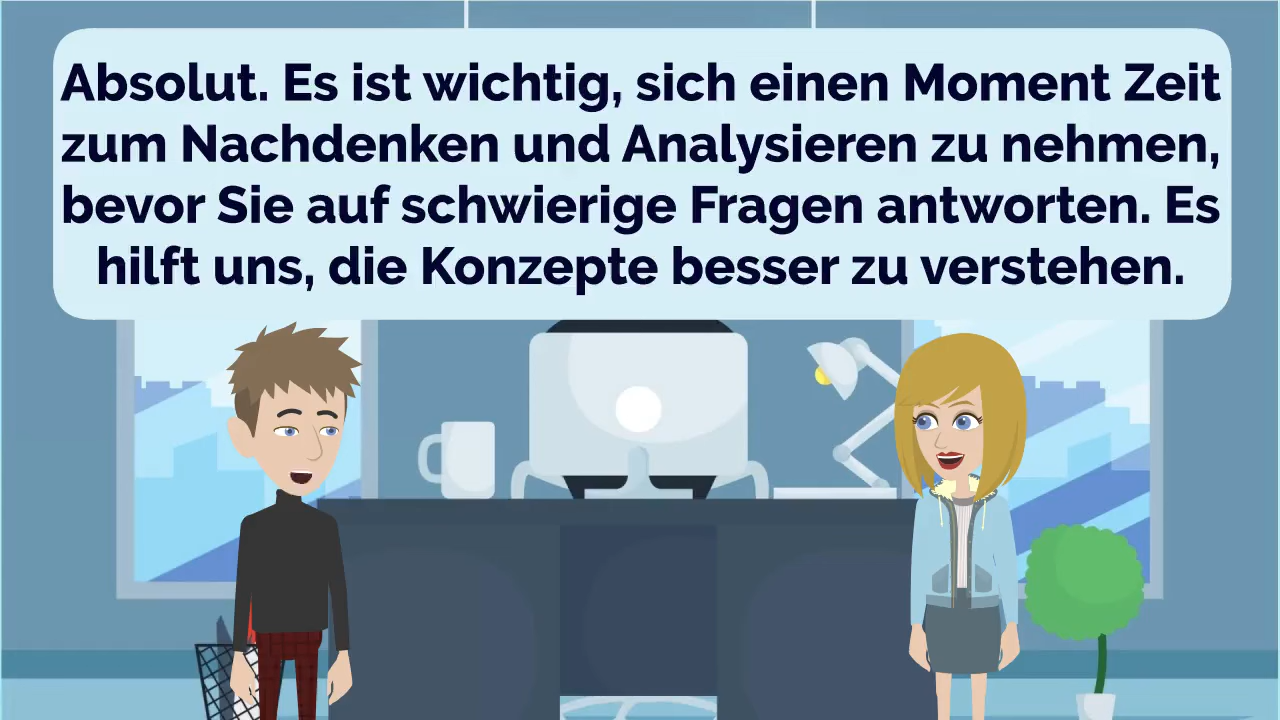 Absolut. Es ist wichtig, sich einen Moment Zeit
zum Nachdenken und Analysieren zu nehmen,
bevor Sie auf schwierige Fragen antworten. Es
hilft uns, die Konzepte besser zu verstehen.